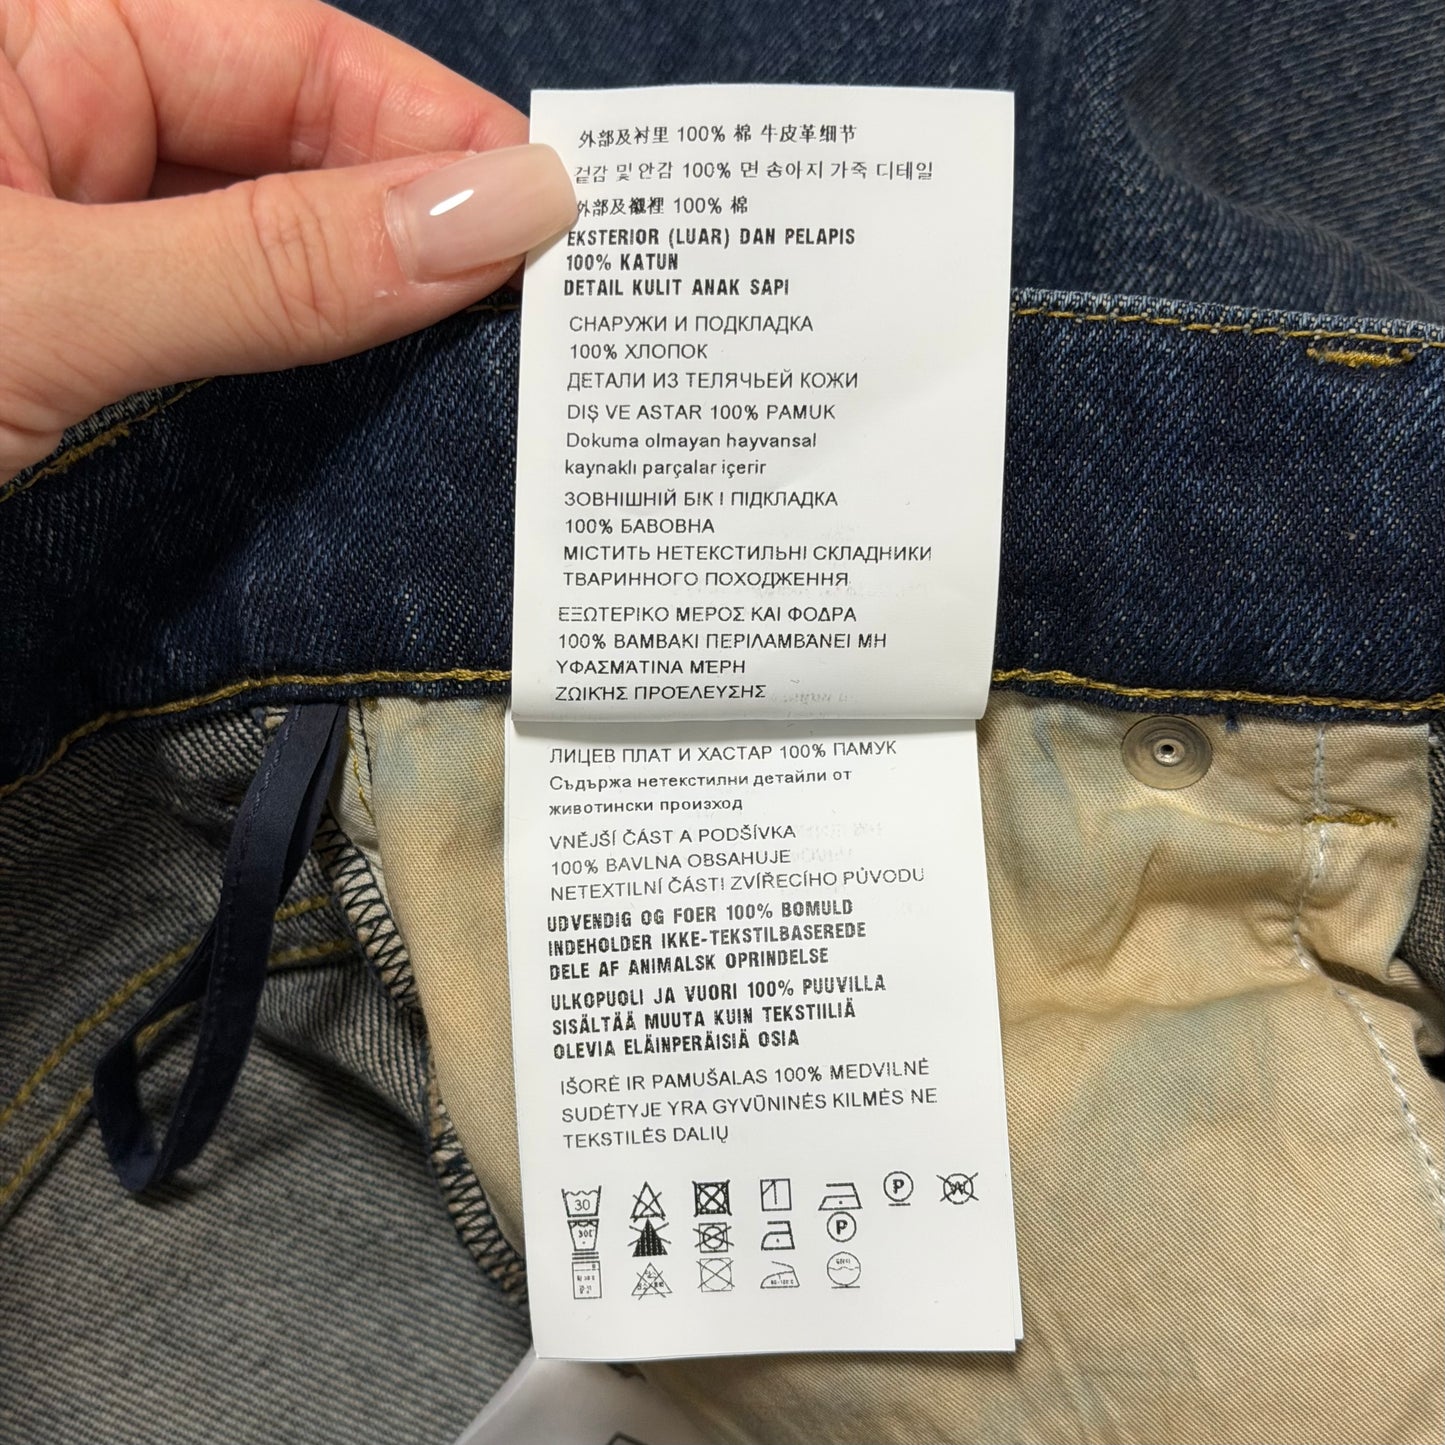 外部及衬里 100% 棉 牛皮革细节
겉감 및 안감 100% 면 송아지 가죽 디테일
外部及襯裡 100% 棉
EKSTERIOR (LUAR) DAN PELAPIS
100% KATUN
DETAIL KULIT ANAK SAPI
СНАРУЖИ И ПОДКЛАДКА
100% ХЛОПОК
ДЕТАЛИ ИЗ ТЕЛЯЧЬЕЙ КОЖИ
DIŞ VE ASTAR 100% PAMUK
Dokuma olmayan hayvansal
kaynaklı parçalar içerir
ЗОВНІШНІЙ БІК І ПІДКЛАДКА
100% БАВОВНА
МІСТИТЬ НЕТЕКСТИЛЬНІ СКЛАДНИКИ
ТВАРИННОГО ПОХОДЖЕННЯ
ΕΞΩΤΕΡΙΚΟ ΜΕΡΟΣ ΚΑΙ ΦΟΔΡΑ
100% ΒΑΜΒΑΚΙ ΠΕΡΙΛΑΜΒΆΝΕΙ ΜΗ
ΥΦΑΣΜΆΤΙΝΑ ΜΈΡΗ
ΖΩΙΚΉΣ ΠΡΟΈΛΕΥΣΗΣ
ЛИЦЕВ ПЛАТ И ХАСТАР 100% ПАМУК
Съдържа нетекстилни детайли от
животински произход
VNĚJŠÍ ČÁST A PODŠÍVKA
100% BAVLNA OBSAHUJE
NETEXTILNÍ ČÁSTI ZVÍŘECÍHO PŮVODU
UDVENDIG OG FOER 100% BOMULD
INDEHOLDER IKKE-TEKSTILBASEREDE
DELE AF ANIMALSK OPRINDELSE
ULKOPUOLI JA VUORI 100% PUUVILLA
SISÄLTÄÄ MUUTA KUIN TEKSTIILIÄ
OLEVIA ELÄINPERÄISIÄ OSIA
IŠORĖ IR PAMUŠALAS 100% MEDVILNĖ
SUDĖTYJE YRA GYVŪNINĖS KILMĖS NE
TEKSTILĖS DALIŲ
30 P W
P